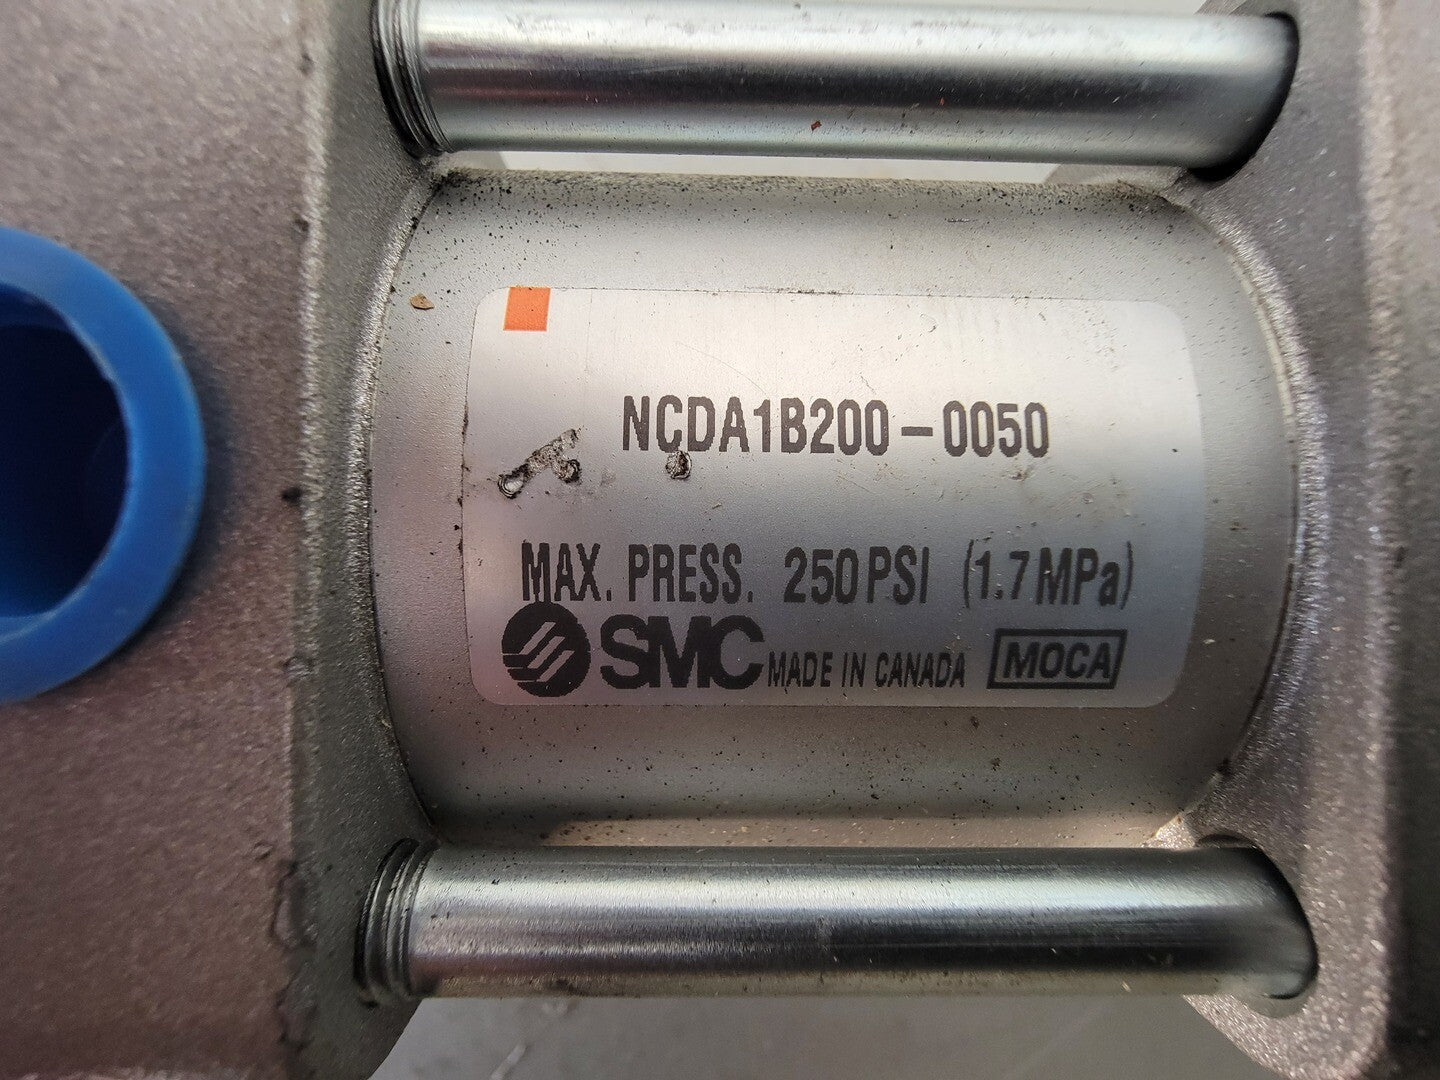 NCDA1B200-0050
MAX. PRESS. 250PSI (1.7MPa)
SMC MADE IN CANADA MOCA